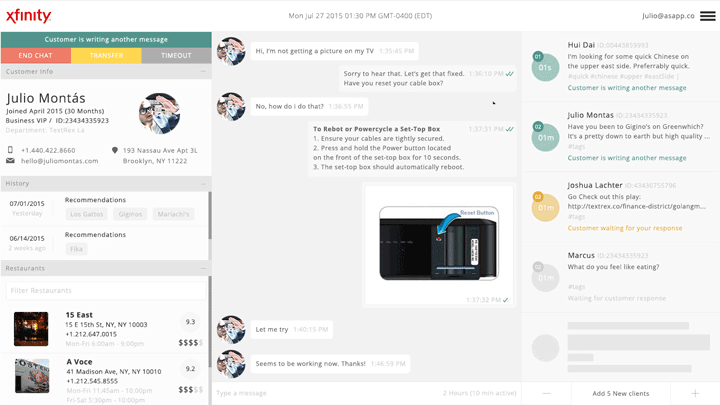 xfinity
Mon Jul 27 2015 01:30 PM GMT-0400 (EDT)
Julio@asapp.co
Customer is writing another message
END CHAT
TRANSFER
TIMEOUT
Customer Info
Julio Montás
joined April 2015 (30 Months)
Business VIP / ID:23434335923
Department: TextRex La
+1.440.422.8660
hello@juliomontas.com
193 Nassau Ave Apt 3L
Brooklyn, NY 11222
History
07/01/2015
Yesterday
Recommendations
Los Gattos
Giginos
Mariachi's
06/14/2015
2 weeks ago
Recommendations
Fika
Restaurants
Filter Restaurants
15 East
15 E 15th St, NY, NY 10003
+1.212.647.0015
Mon-Fri 6:00am - 9:00pm
9.3
$$$$$
A Voce
41 Madison Ave, NY, NY 10010
+1.212.545.8555
Mon-Fri 11:45am - 10:00pm
Sat-Sun 5:30pm - 10:00pm
9.2
$$$$$
Hi, I'm not getting a picture on my TV 1:35:45 PM
Sorry to hear that. Let's get that fixed. 1:36:10 PM
Have you reset your cable box?
No, how do i do that? 1:36:55 PM
To Rebot or Powercycle a Set-Top Box 1:37:31 PM
1. Ensure your cables are tightly secured.
2. Press and hold the Power button located
on the front of the set-top box for 10 seconds.
3. The set-top box should automatically reboot.
Reset Button
1:37:32 PM
Let me try 1:40:15 PM
Seems to be working now. Thanks! 1:46:59 PM
Type a message
2 Hours (10 min active)
01
01s
Hui Dai ID:00443855993
I'm looking for some quick Chinese on
the upper east side. Preferably quick.
#quick #chinese #upper #eastside |
Customer is writing another message
02
01m
Julio Montas ID:23434335923
Have you been to Gigino's on Greenwhich?
It's a pretty down to earth but high quality ...
#tags
Customer is writing another message
02
01m
Joshua Lachter ID:43430755796
Go Check out this play:
http://textrex.co/finance-district/golangm...
#tags
Customer waiting for your response
02
01m
Marcus ID:23434335923
What do you feel like eating?
#tags
Waiting for customer response
Add 5 New clients